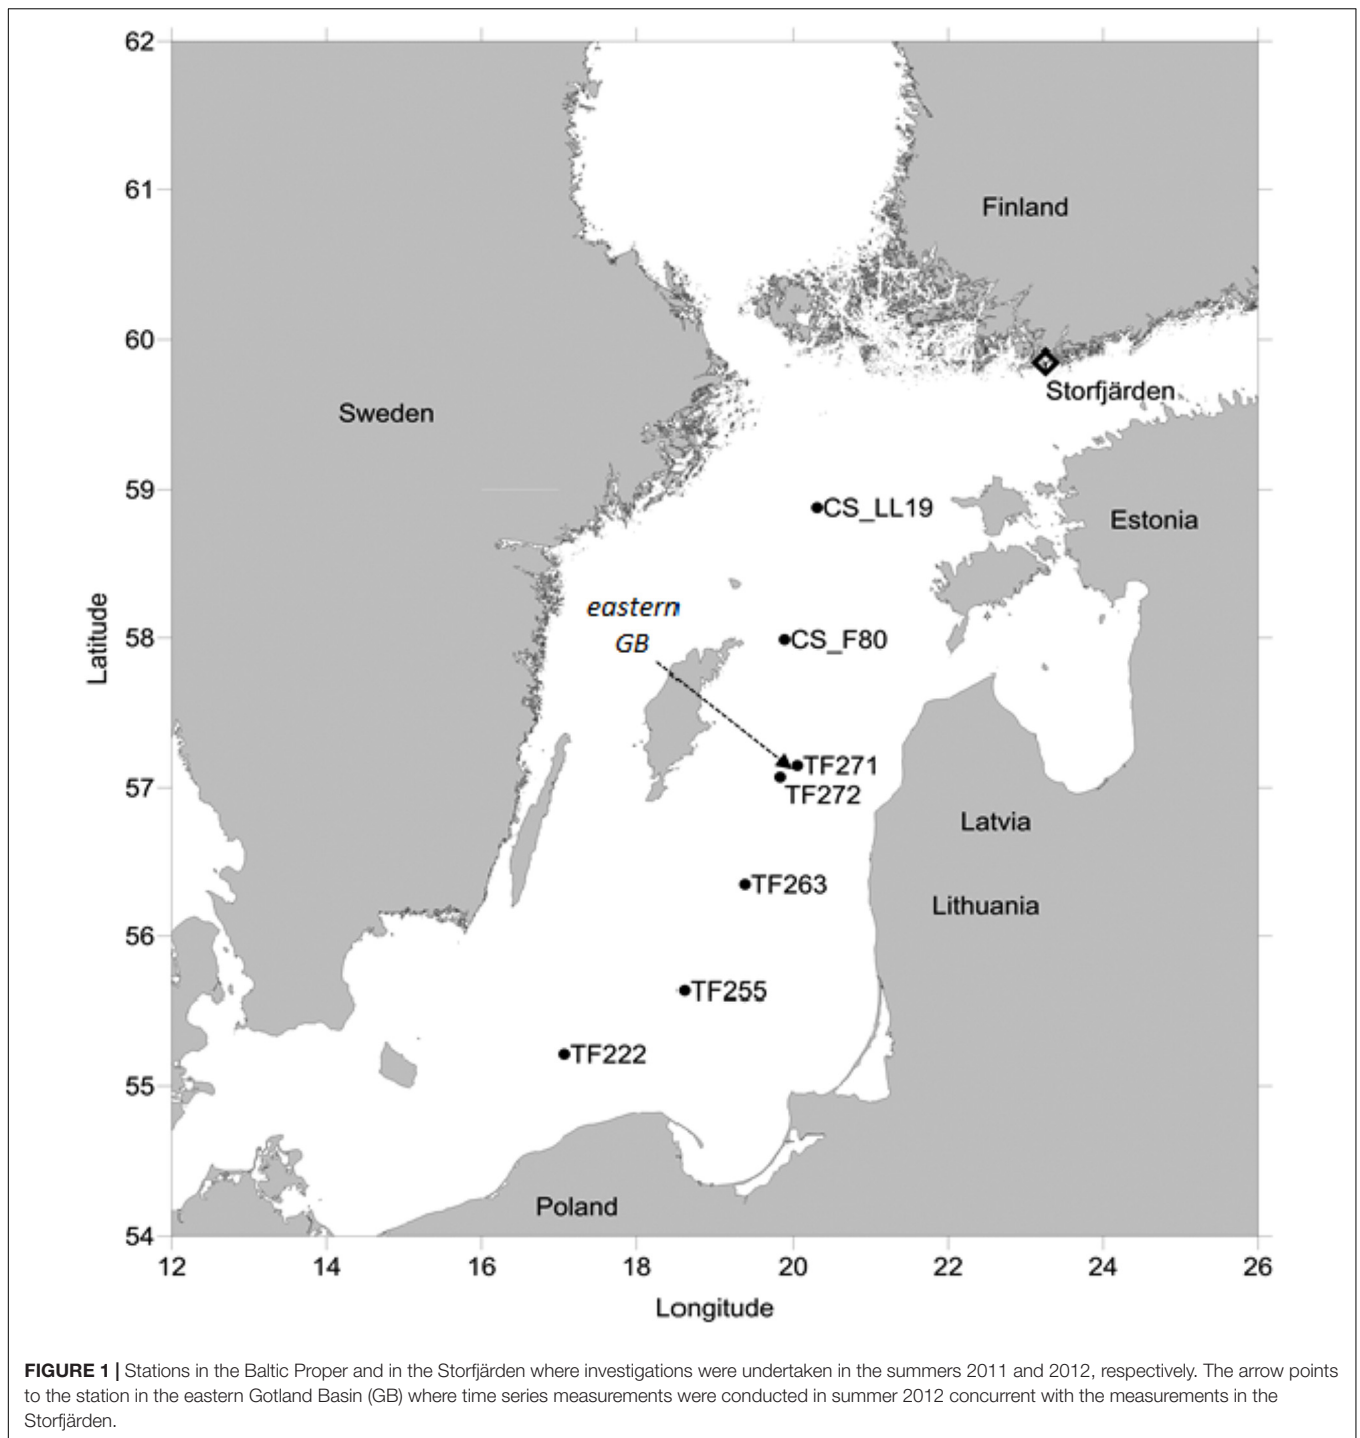 62
61
60
59
58
57
56
55
54
Latitude
12
14
16
18
20
22
24
26
Longitude
Finland
Storfjärden
Sweden
CS_LL19
Estonia
eastern
GB
CS_F80
TF271
TF272
Latvia
TF263
Lithuania
TF255
TF222
Poland
FIGURE 1 | Stations in the Baltic Proper and in the Storfjärden where investigations were undertaken in the summers 2011 and 2012, respectively. The arrow points
to the station in the eastern Gotland Basin (GB) where time series measurements were conducted in summer 2012 concurrent with the measurements in the
Storfjärden.